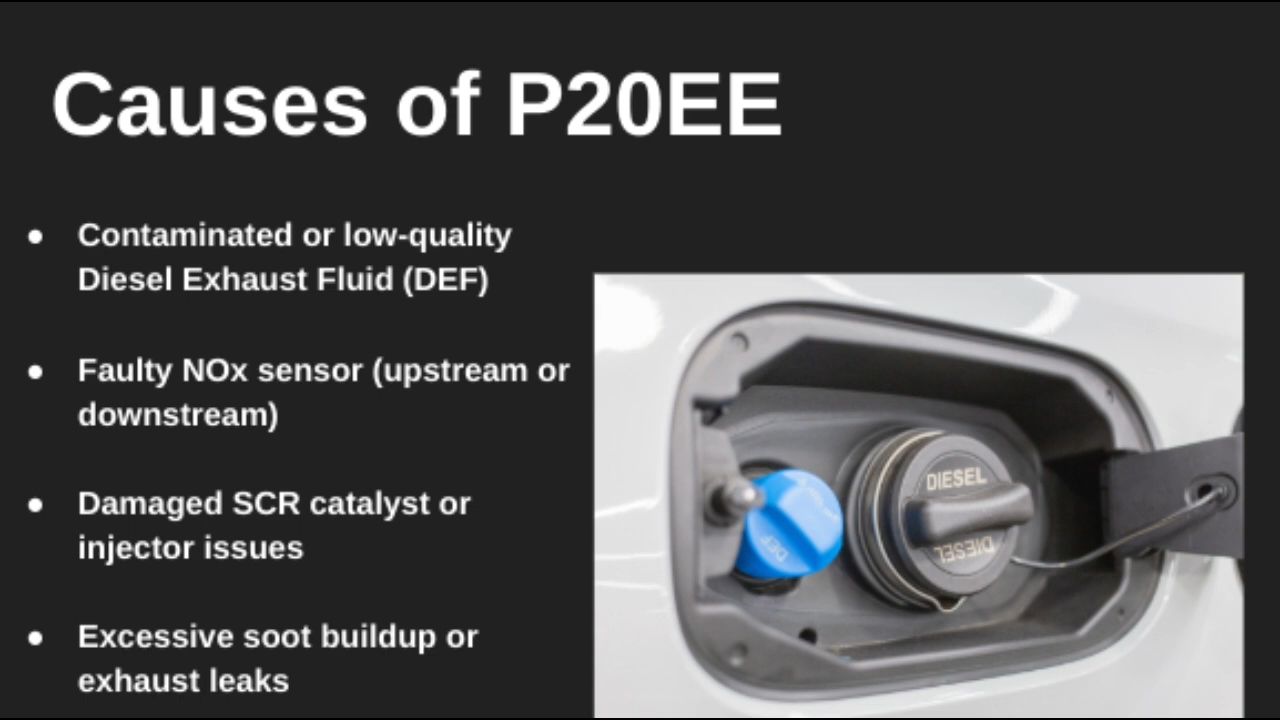 Causes of P20EE
● Contaminated or low-quality
Diesel Exhaust Fluid (DEF)
● Faulty NOx sensor (upstream or
downstream)
● Damaged SCR catalyst or
injector issues
● Excessive soot buildup or
exhaust leaks
DIESEL
DIESEL
DEF